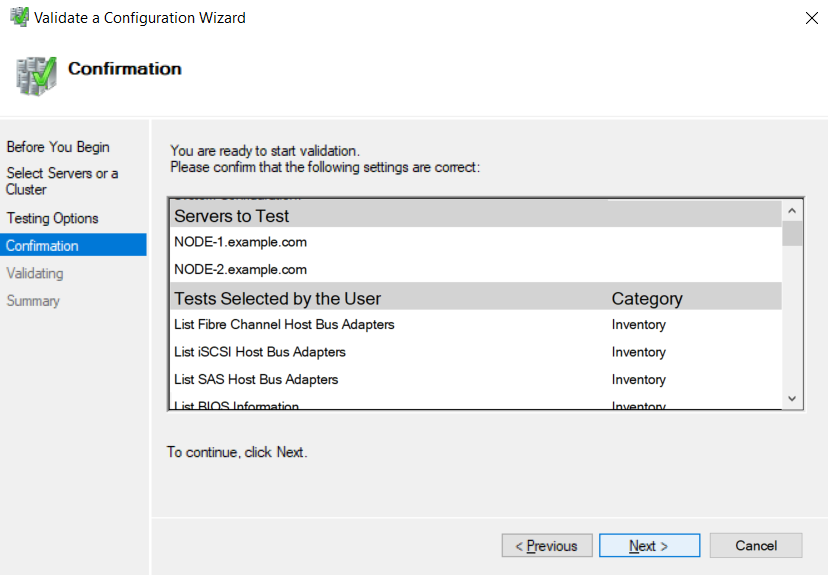 Validate a Configuration Wizard
Confirmation
Before You Begin
Select Servers or a
Cluster
Testing Options
Confirmation
Validating
Summary
You are ready to start validation.
Please confirm that the following settings are correct:
Servers to Test
NODE-1.example.com
NODE-2.example.com
Tests Selected by the User Category
List Fibre Channel Host Bus Adapters Inventory
List iSCSI Host Bus Adapters Inventory
List SAS Host Bus Adapters Inventory
List BIOS Information Inventory
To continue, click Next.
< Previous Next > Cancel